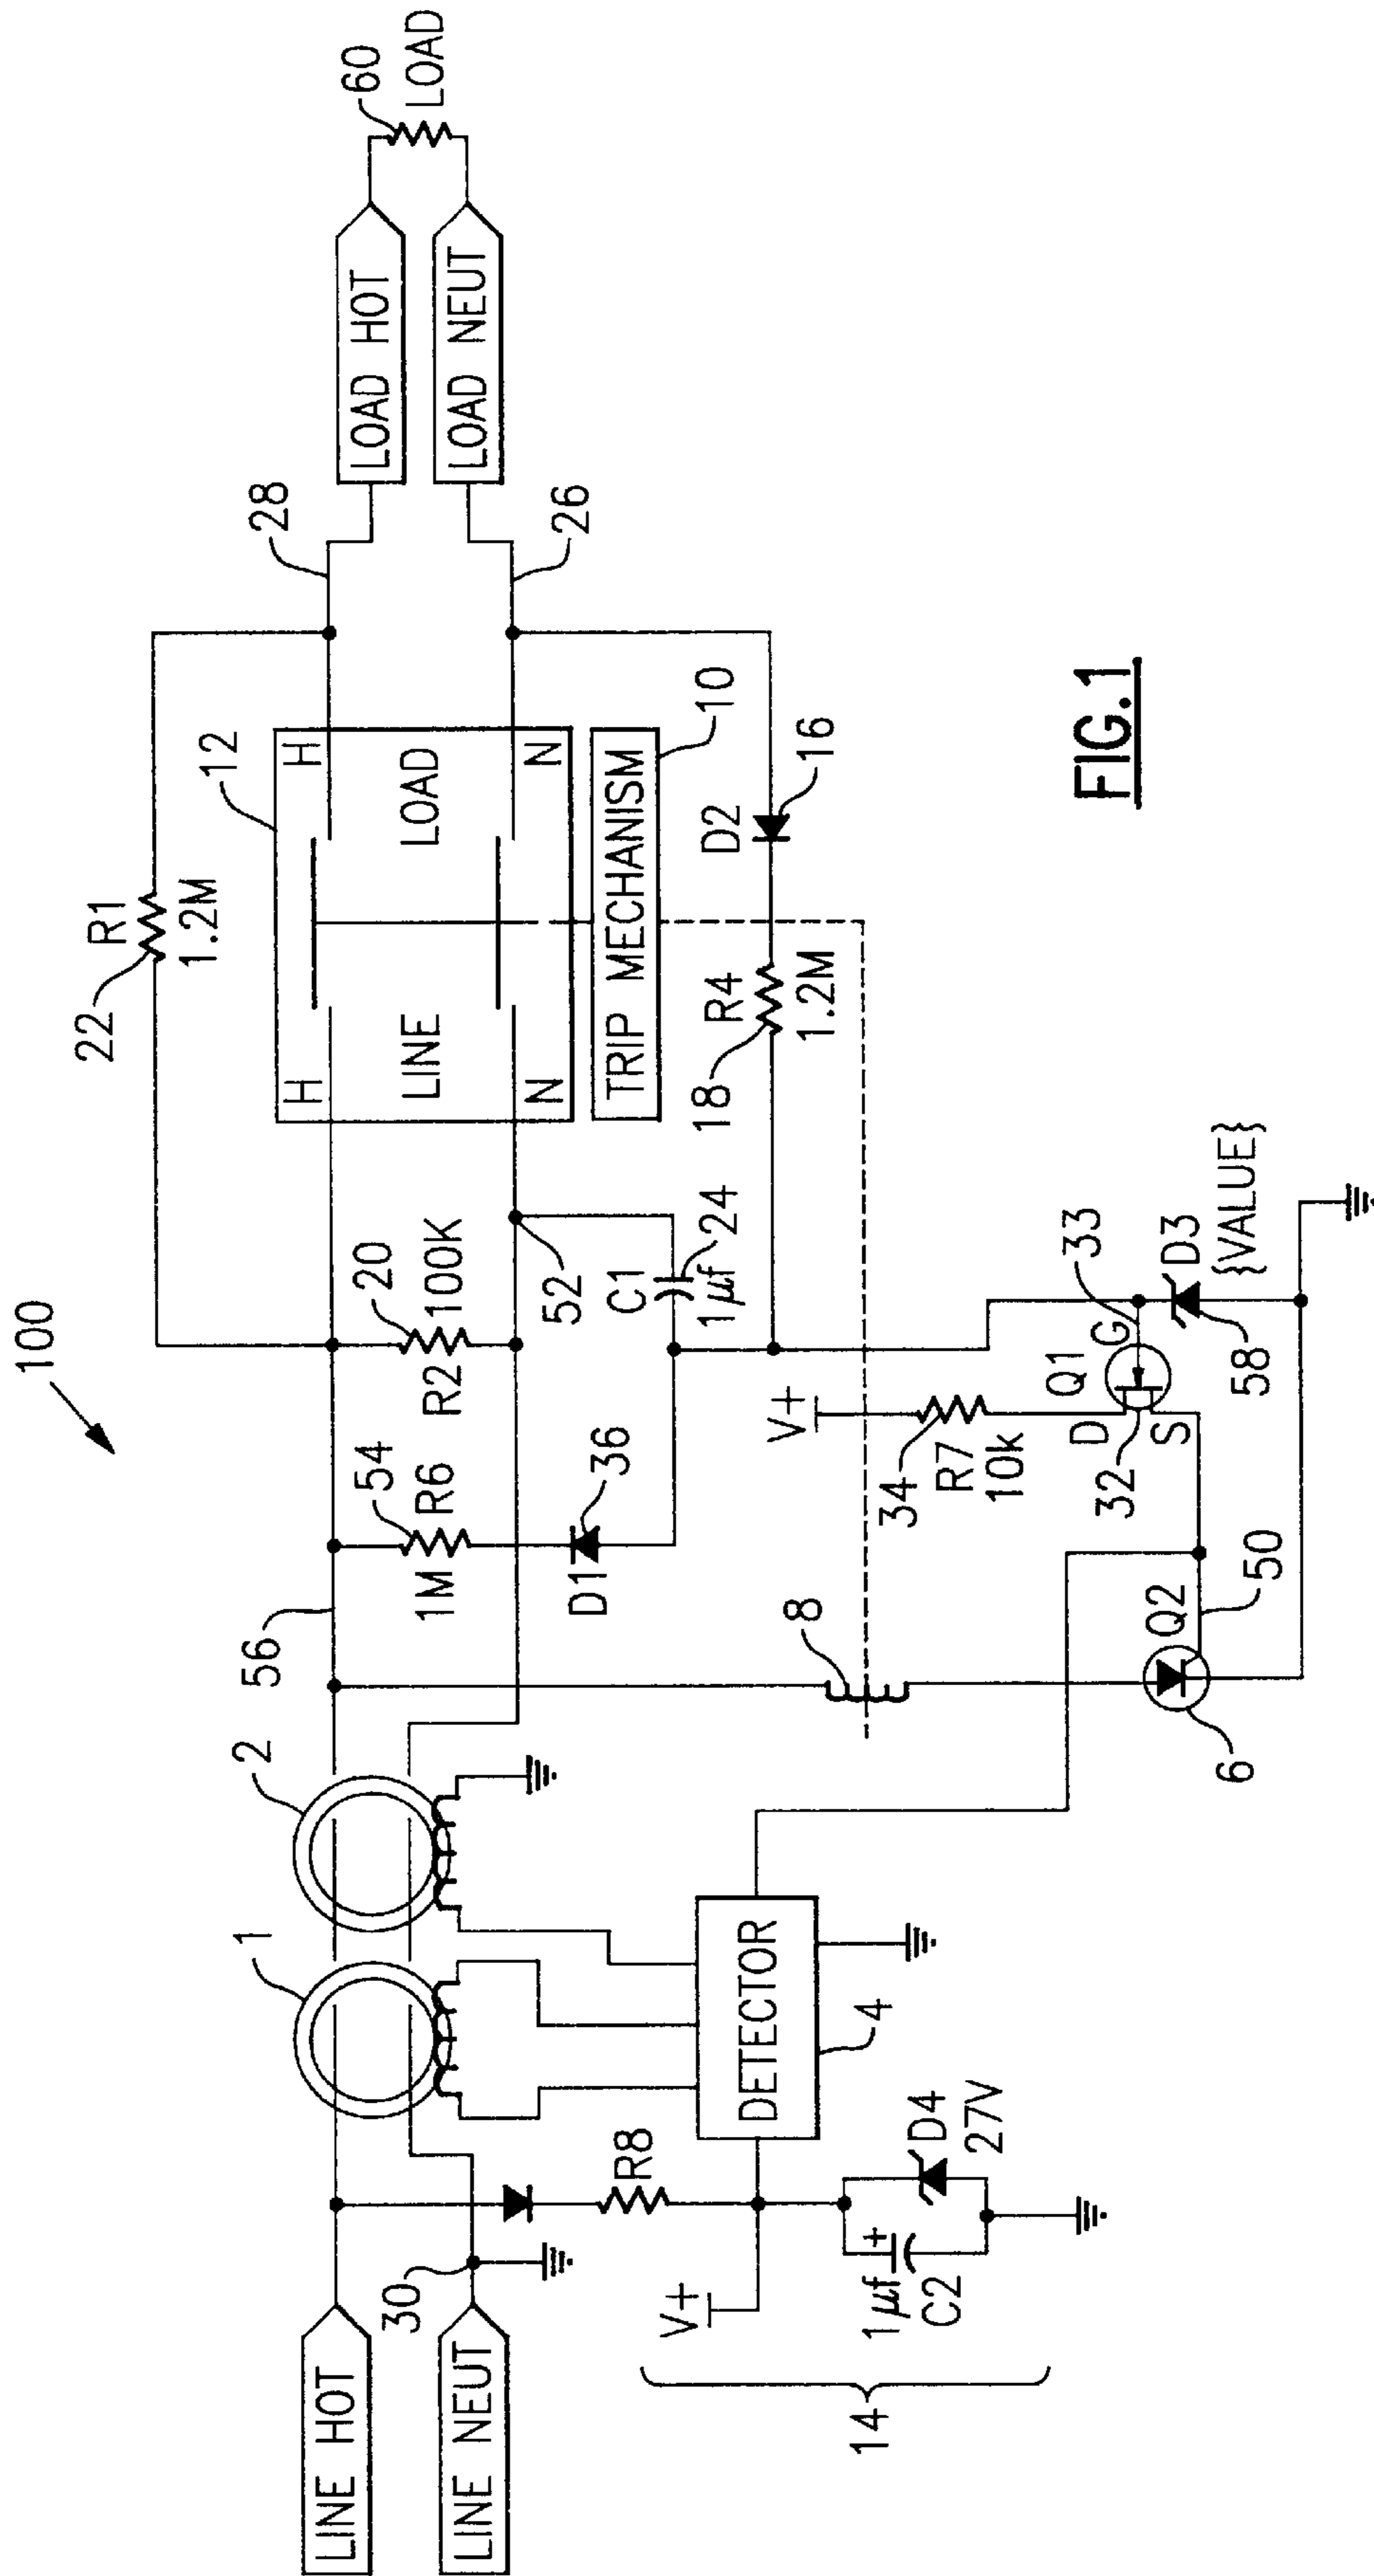 100
LINE HOT
LINE NEUT
30
14
V+
1µf
+
C2
D4
27V
R8
1
2
DETECTOR
4
56
54
1M
R6
D1
36
20
R2
100K
52
C1
1µf
24
22
R1
1.2M
12
H
H
LINE
LOAD
N
N
TRIP MECHANISM
10
28
26
LOAD HOT
LOAD NEUT
60
LOAD
D2
16
18
R4
1.2M
8
V+
34
R7
10k
Q1
D
G
S
32
33
58
D3
{VALUE}
Q2
50
6
FIG.1